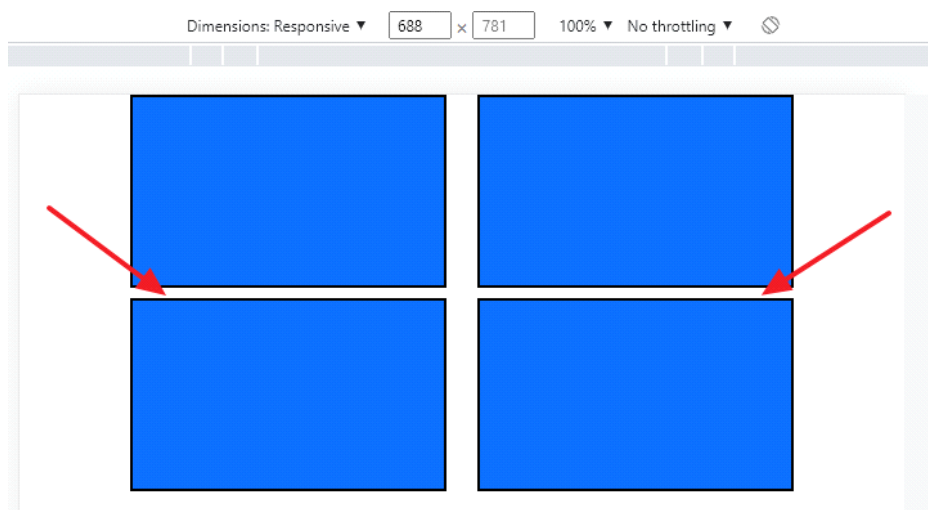 Dimensions: Responsive ▼ 688 × 781 100% ▼ No throttling ▼